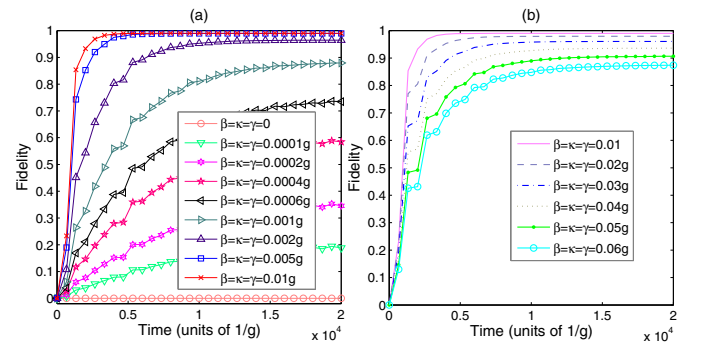 (a)
1
0.9
0.8
0.7
0.6
0.5
0.4
0.3
0.2
0.1
0
Fidelity
β=κ=γ=0
β=κ=γ=0.0001g
β=κ=γ=0.0002g
β=κ=γ=0.0004g
β=κ=γ=0.0006g
β=κ=γ=0.001g
β=κ=γ=0.002g
β=κ=γ=0.005g
β=κ=γ=0.01g
0 0.5 1 1.5 2
Time (units of 1/g)
x 10^4
(b)
1
0.9
0.8
0.7
0.6
0.5
0.4
0.3
0.2
0.1
0
Fidelity
β=κ=γ=0.01
β=κ=γ=0.02g
β=κ=γ=0.03g
β=κ=γ=0.04g
β=κ=γ=0.05g
β=κ=γ=0.06g
0 0.5 1 1.5 2
Time (units of 1/g)
x 10^4